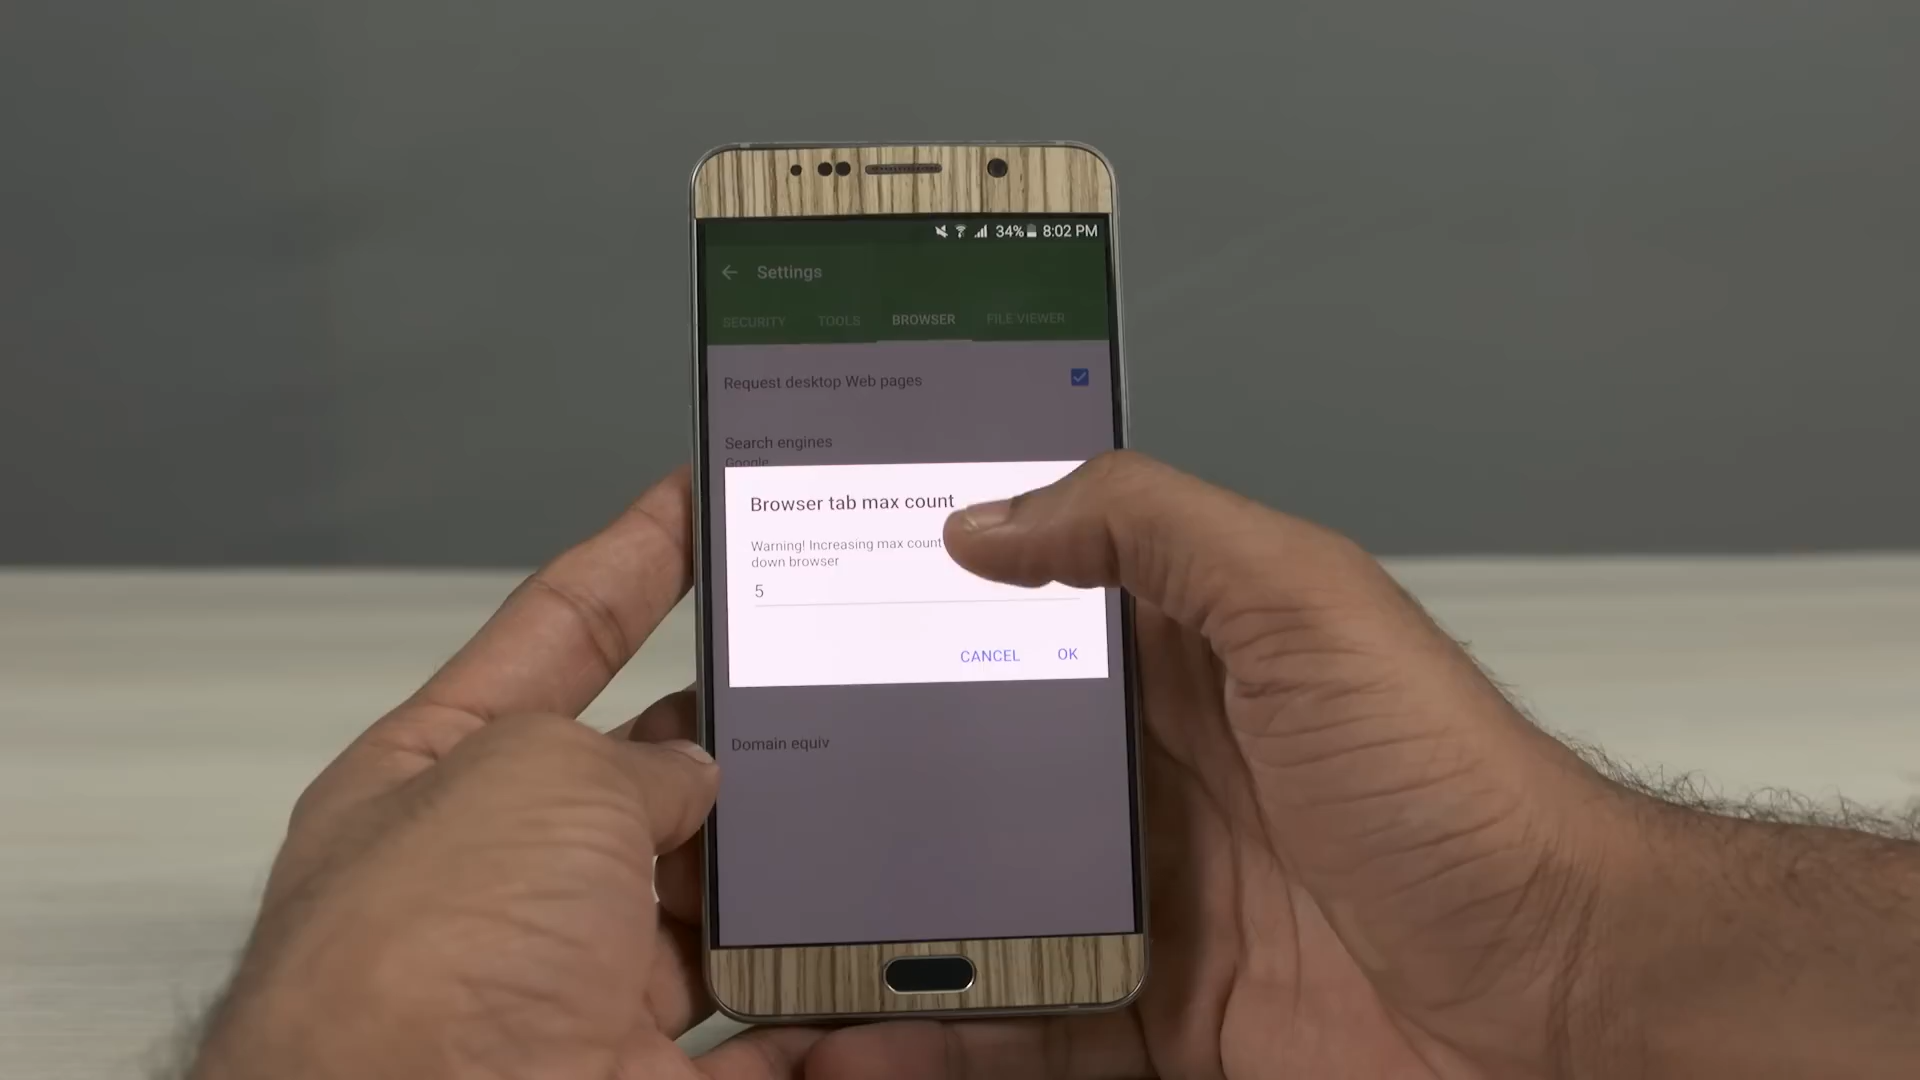 34% 8:02 PM
Settings
SECURITY TOOLS BROWSER FILE VIEWER
Request desktop Web pages
Search engines
Google
Browser tab max count
Warning! Increasing max count
down browser
5
CANCEL OK
Domain equiv